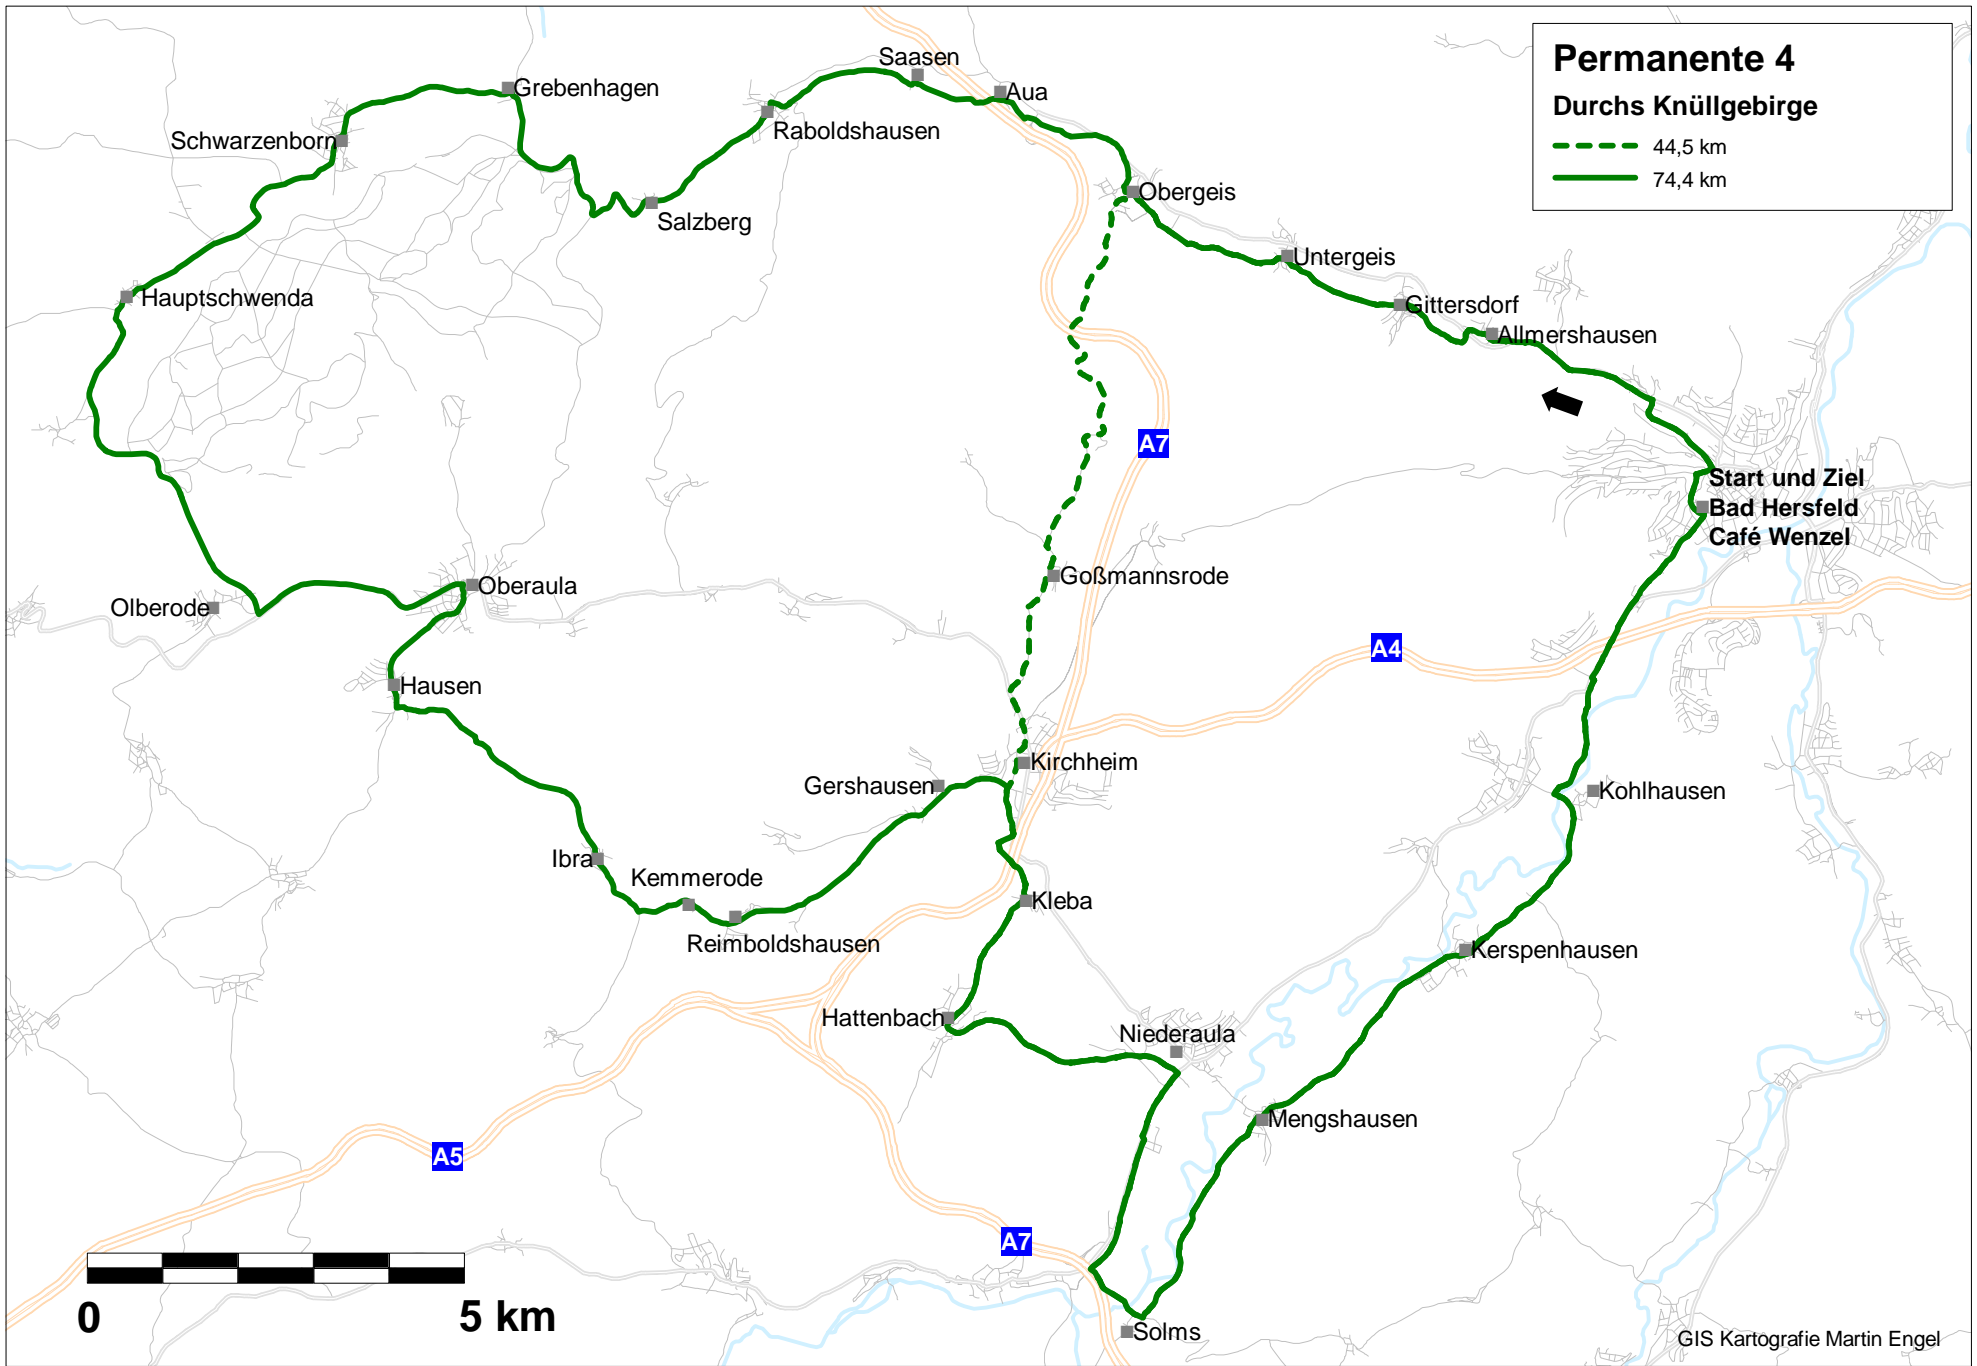 Permanente 4
Durchs Knüllgebirge
44,5 km
74,4 km
Saasen
Grebenhagen
Aua
Raboldshausen
Schwarzenborn
Obergeis
Salzberg
Untergeis
Hauptschwenda
Gittersdorf
Allmershausen
A7
Start und Ziel
Bad Hersfeld
Café Wenzel
Goßmannsrode
Oberaula
Olberode
A4
Hausen
Kirchheim
Gershausen
Kohlhausen
Ibra
Kemmerode
Kleba
Reimboldshausen
Kerspenhausen
Hattenbach
Niederaula
Mengshausen
A5
A7
0
5 km
Solms
GIS Kartografie Martin Engel